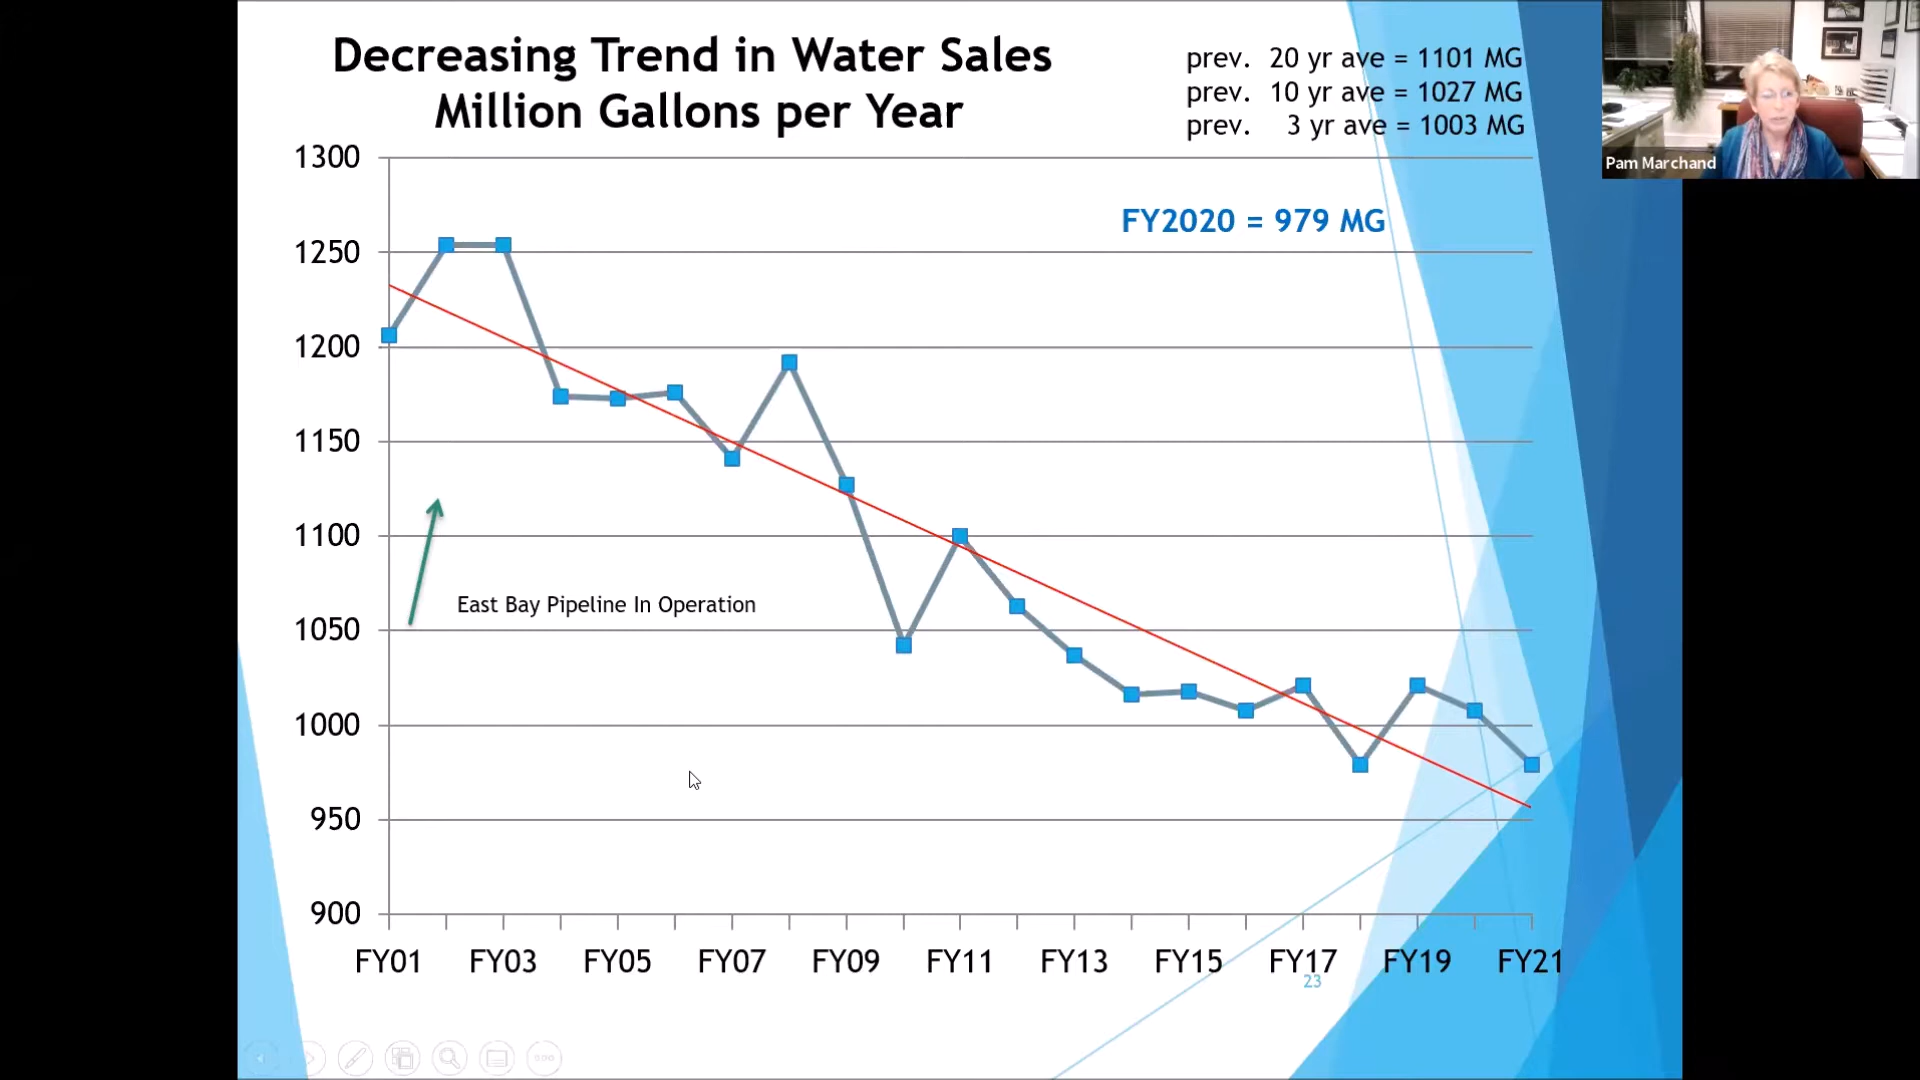 Decreasing Trend in Water Sales
Million Gallons per Year
prev. 20 yr ave = 1101 MG
prev. 10 yr ave = 1027 MG
prev. 3 yr ave = 1003 MG
Pam Marchand
FY2020 = 979 MG
1300
1250
1200
1150
1100
1050
1000
950
900
East Bay Pipeline In Operation
FY01 FY03 FY05 FY07 FY09 FY11 FY13 FY15 FY17 FY19 FY21
23